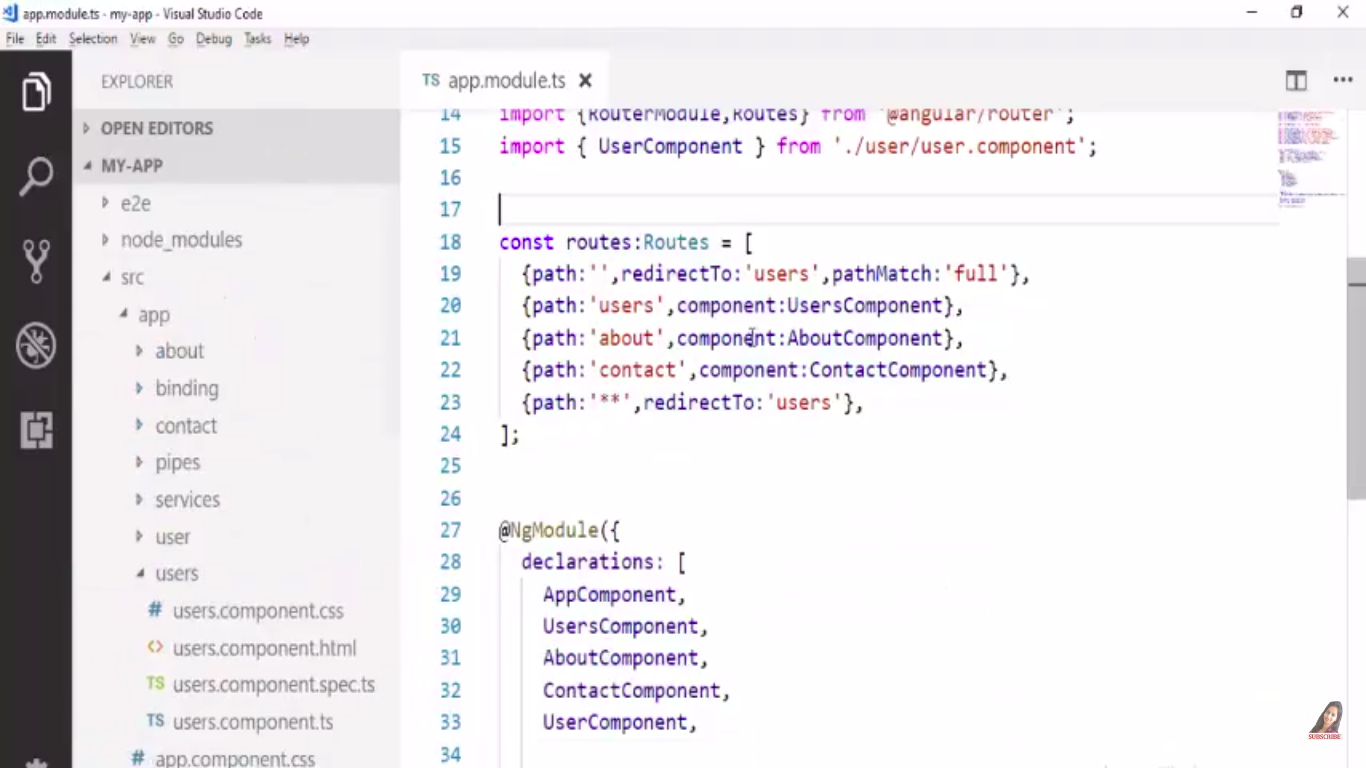 app.module.ts - my-app - Visual Studio Code
File Edit Selection View Go Debug Tasks Help
EXPLORER
OPEN EDITORS
MY-APP
e2e
node_modules
src
app
about
binding
contact
pipes
services
user
users
# users.component.css
<> users.component.html
TS users.component.spec.ts
TS users.component.ts
# app.component.css
TS app.module.ts
14 import {RouterModule,Routes} from '@angular/router';
15 import { UserComponent } from './user/user.component';
16
17
18 const routes:Routes = [
19 {path:'',redirectTo:'users',pathMatch:'full'},
20 {path:'users',component:UsersComponent},
21 {path:'about',component:AboutComponent},
22 {path:'contact',component:ContactComponent},
23 {path:'**',redirectTo:'users'},
24 ];
25
26
27 @NgModule({
28 declarations: [
29 AppComponent,
30 UsersComponent,
31 AboutComponent,
32 ContactComponent,
33 UserComponent,
34
SUBSCRIBE